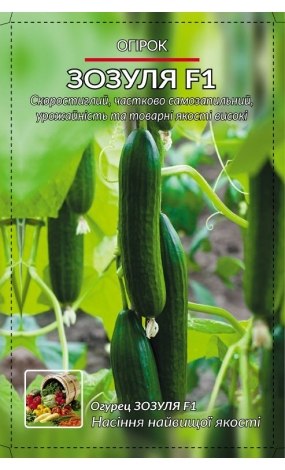 ОГІРОК
ЗОЗУЛЯ F1
Скоростиглий, частково самозапильний,
урожайність та товарні якості високі
Огурец ЗОЗУЛЯ F1
Насіння найвищої якості